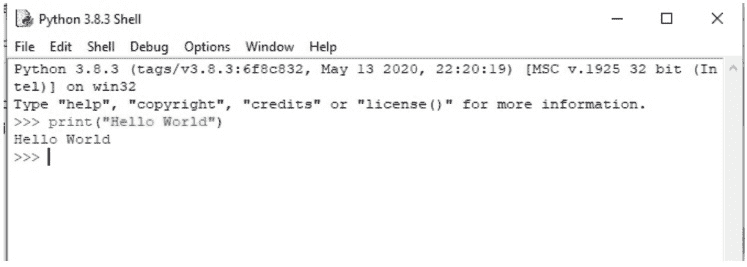 Python 3.8.3 Shell
File Edit Shell Debug Options Window Help
Python 3.8.3 (tags/v3.8.3:6f8c832, May 13 2020, 22:20:19) [MSC v.1925 32 bit (In
tel)] on win32
Type "help", "copyright", "credits" or "license()" for more information.
>>> print("Hello World")
Hello World
>>>